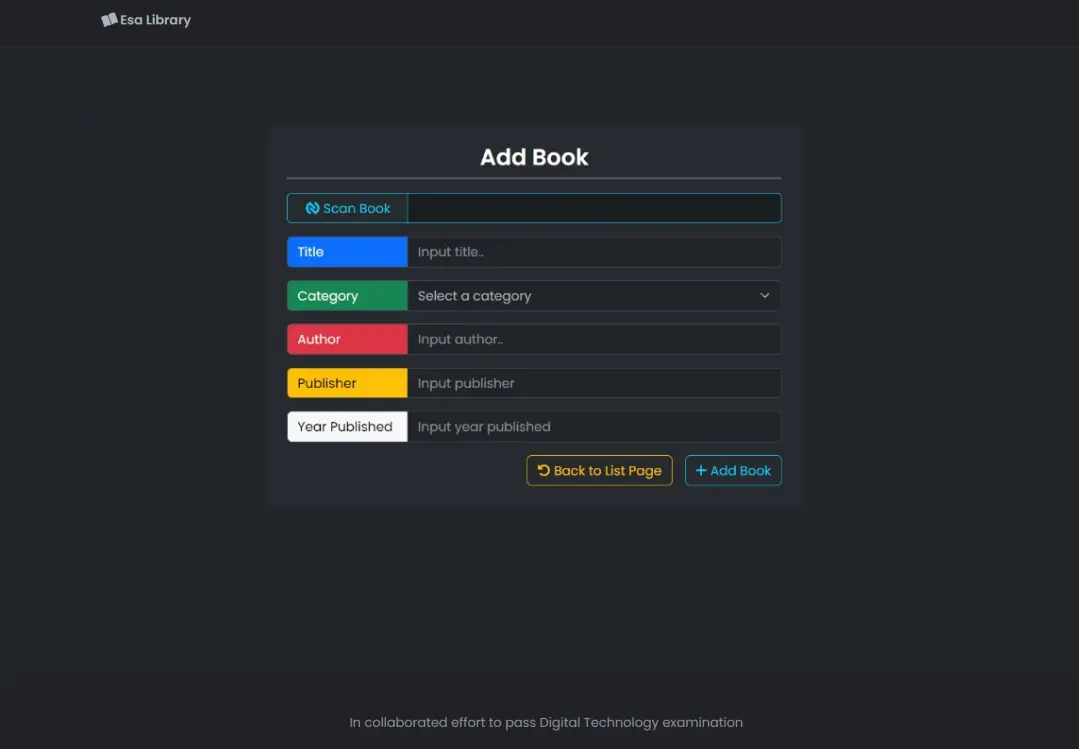 Esa Library
Add Book
Scan Book
Title Input title..
Category Select a category
Author Input author..
Publisher Input publisher
Year Published Input year published
Back to List Page + Add Book
In collaborated effort to pass Digital Technology examination